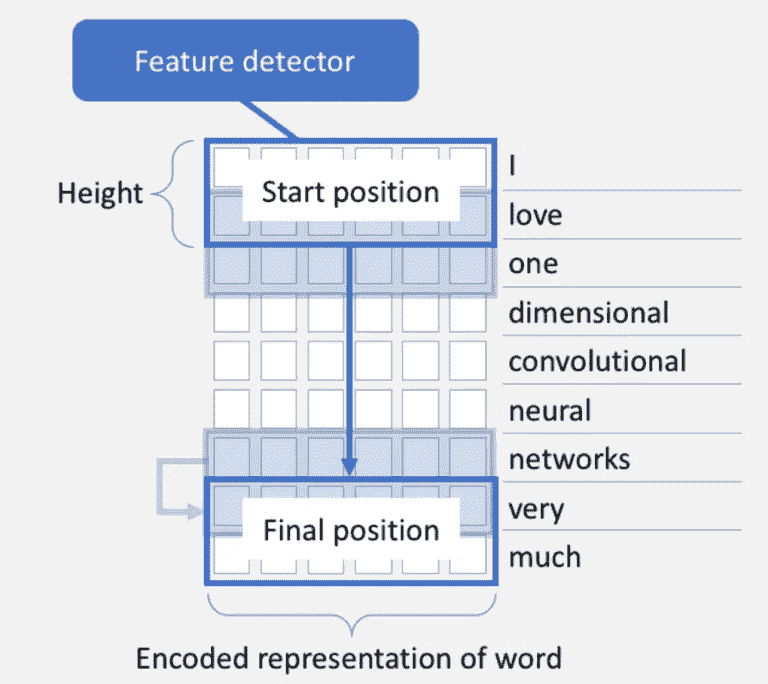 Feature detector
I
Height
Start position
love
one
dimensional
convolutional
neural
networks
very
Final position
much
Encoded representation of word